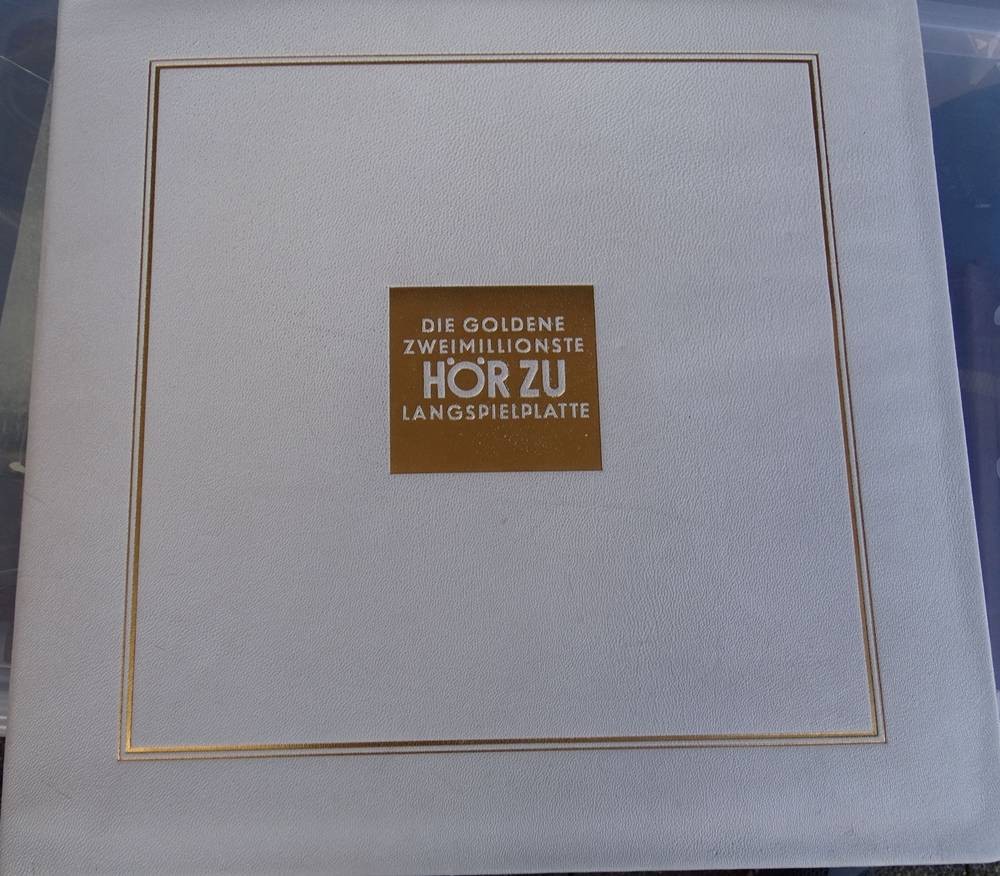 DIE GOLDENE
ZWEIMILLIONSTE
HÖR ZU
LANGSPIELPLATTE